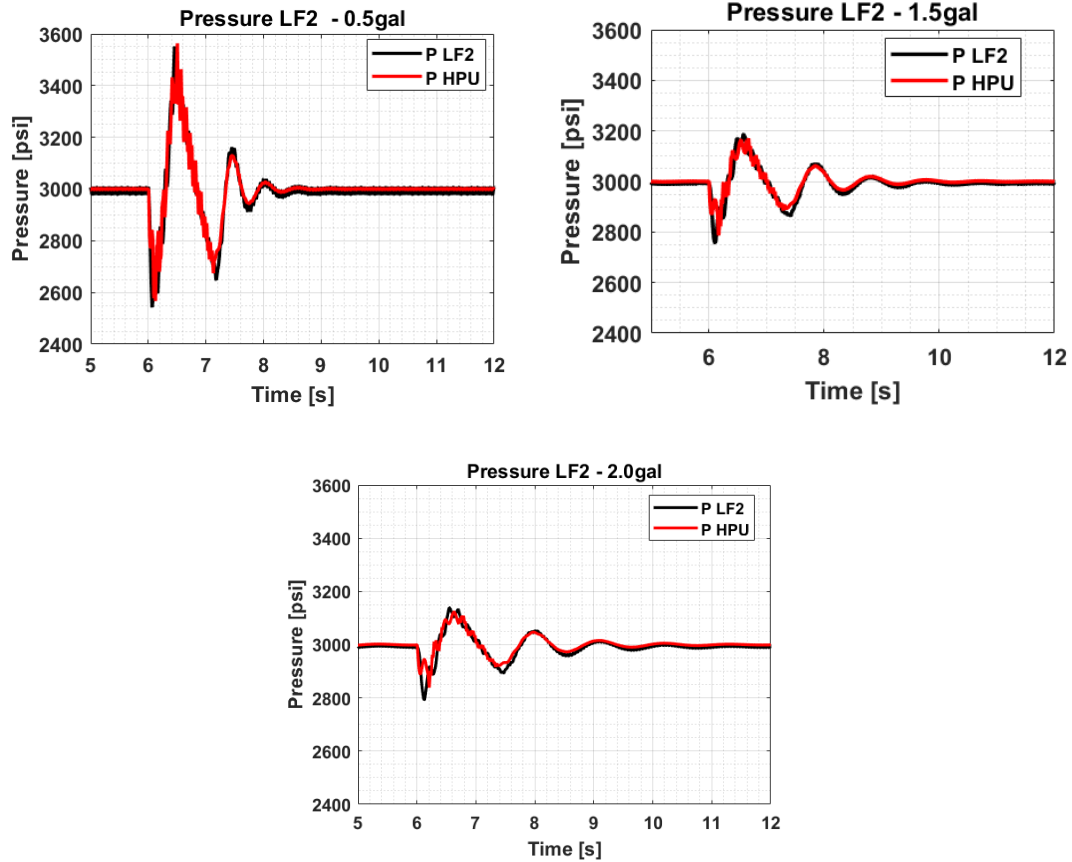 Pressure LF2 - 0.5gal
P LF2
P HPU
Pressure [psi]
3600
3400
3200
3000
2800
2600
2400
5 6 7 8 9 10 11 12
Time [s]
Pressure LF2 - 1.5gal
P LF2
P HPU
Pressure [psi]
3600
3400
3200
3000
2800
2600
2400
6 8 10 12
Time [s]
Pressure LF2 - 2.0gal
P LF2
P HPU
Pressure [psi]
3600
3400
3200
3000
2800
2600
2400
5 6 7 8 9 10 11 12
Time [s]